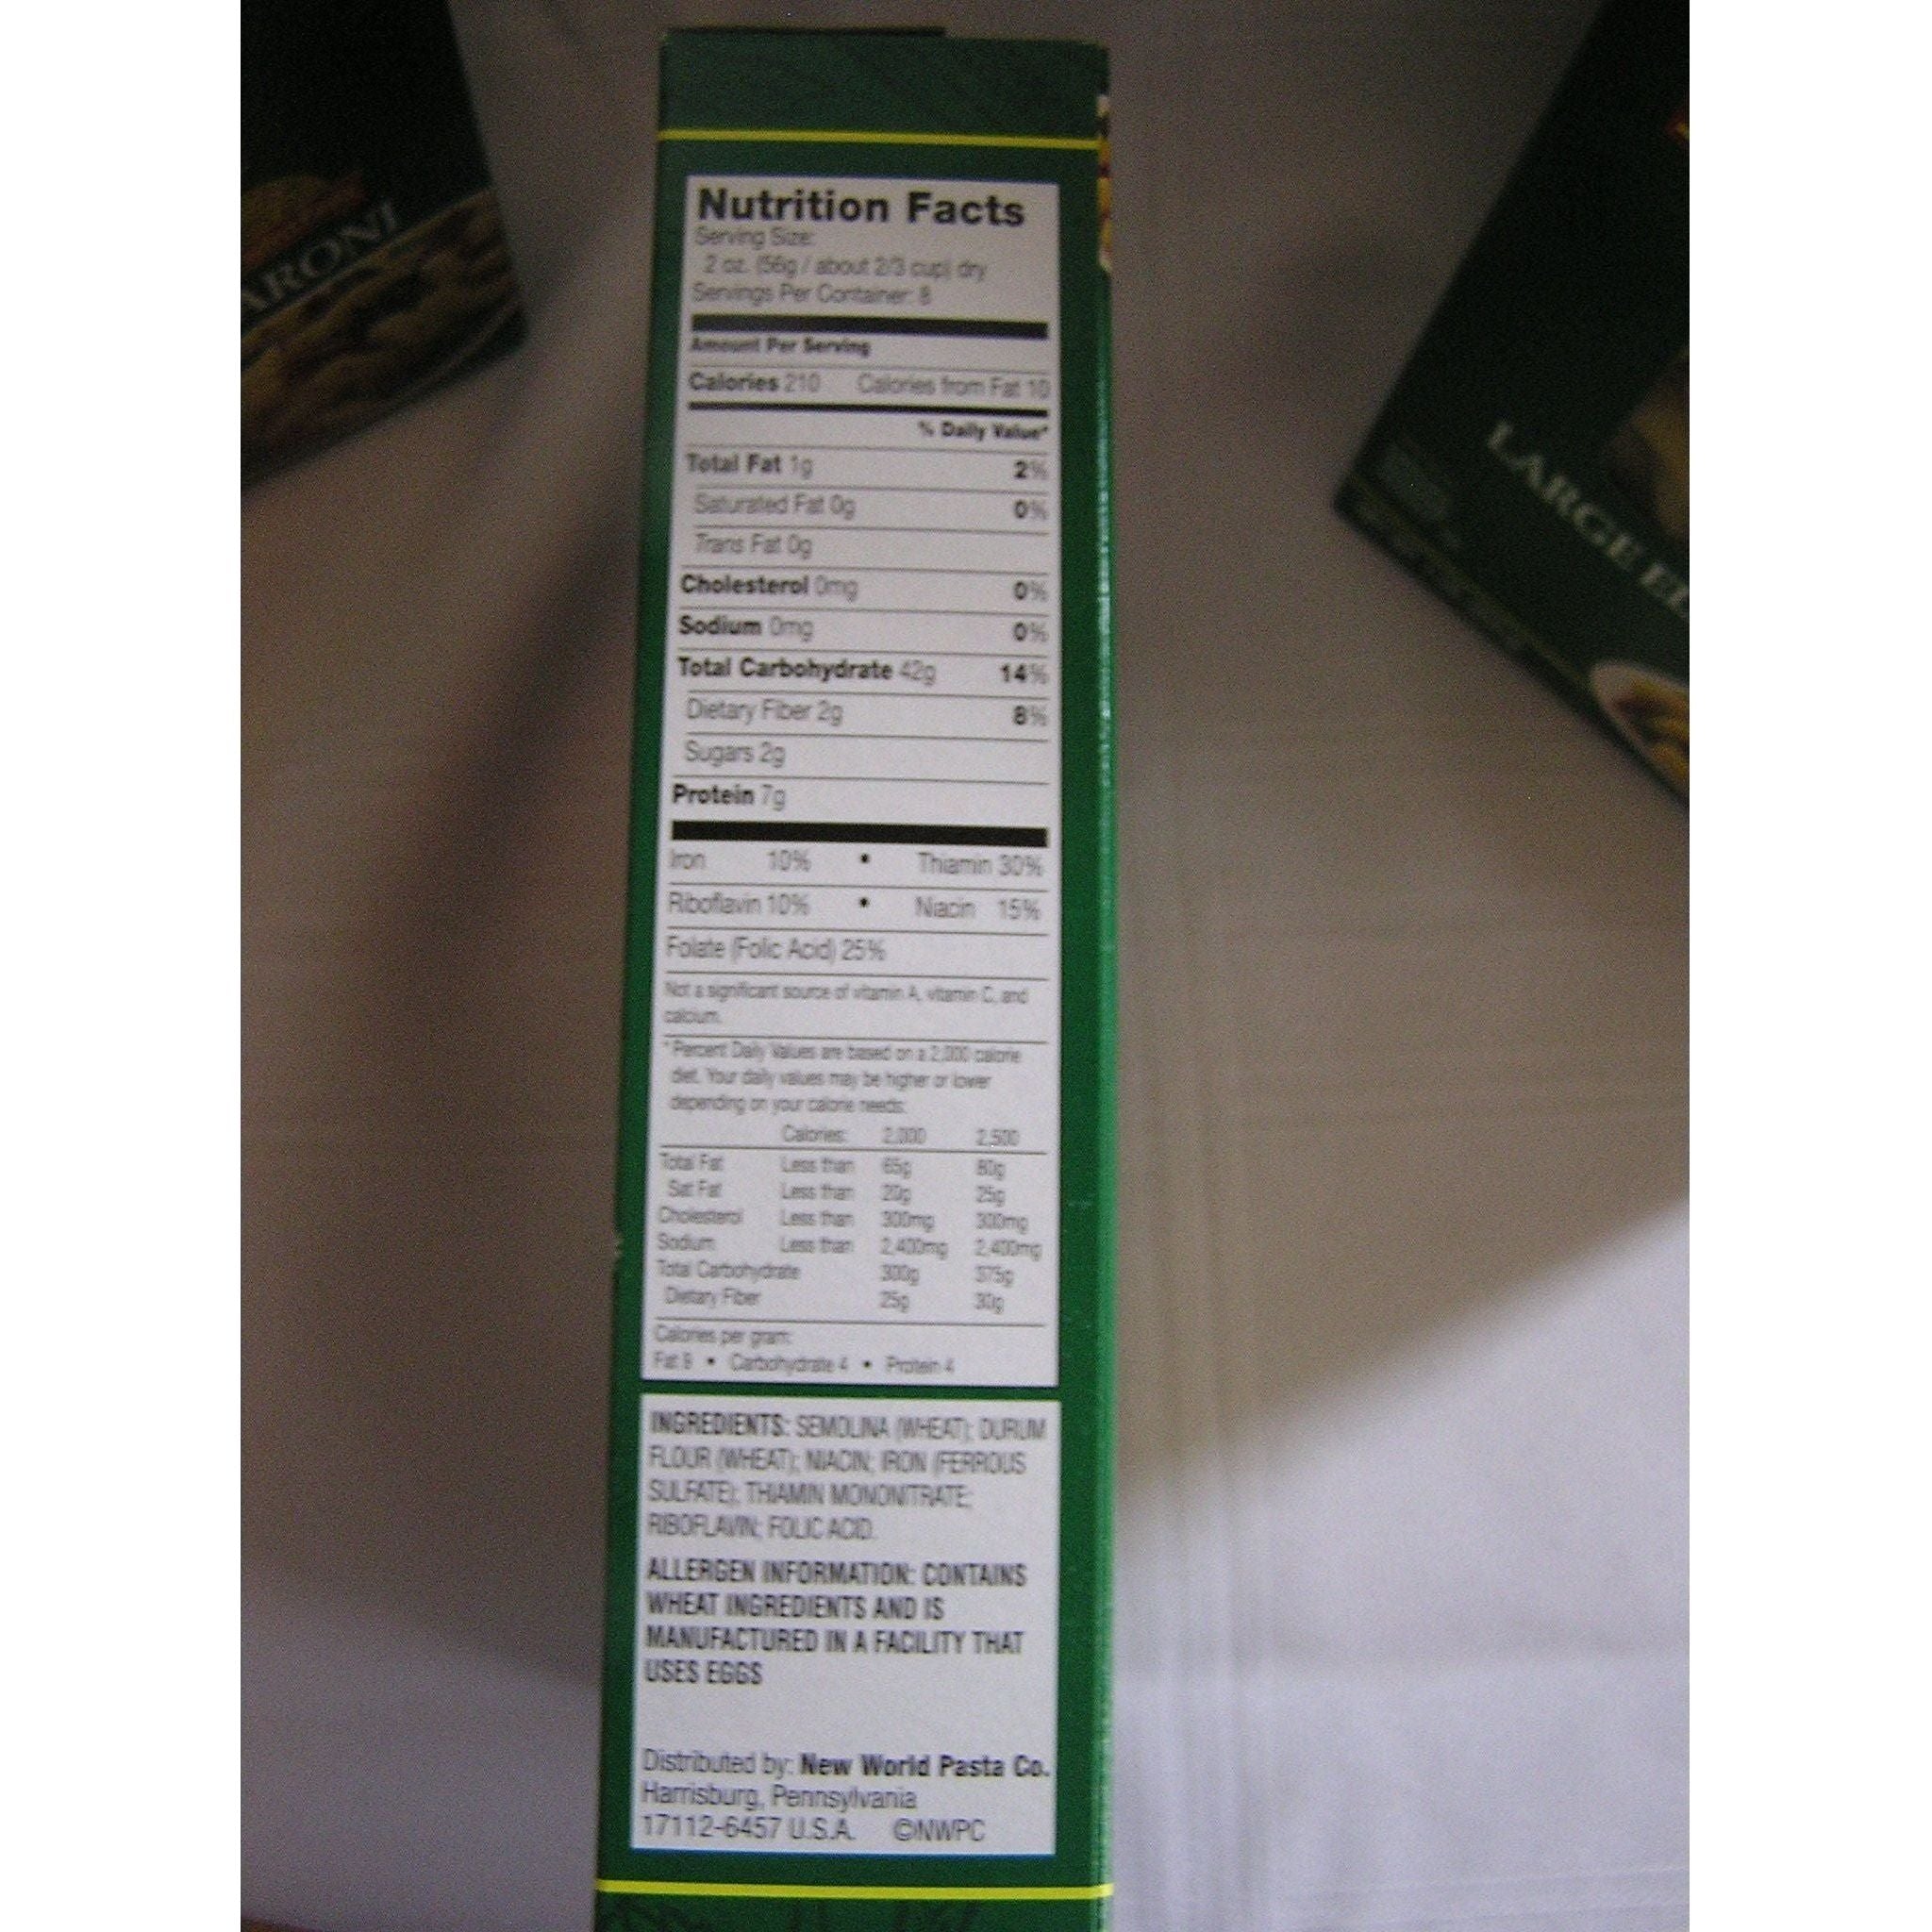 Nutrition Facts
Serving Size:
2 oz. (56g / about 2/3 cup) dry
Servings Per Container: 8
Amount Per Serving
Calories 210 Calories from Fat 10
% Daily Value*
Total Fat 1g 2%
Saturated Fat 0g 0%
Trans Fat 0g
Cholesterol 0mg 0%
Sodium 0mg 0%
Total Carbohydrate 42g 14%
Dietary Fiber 2g 8%
Sugars 2g
Protein 7g
Iron 10% • Thiamin 30%
Riboflavin 10% • Niacin 15%
Folate (Folic Acid) 25%
Not a significant source of vitamin A, vitamin C, and
calcium.
* Percent Daily Values are based on a 2,000 calorie
diet. Your daily values may be higher or lower
depending on your calorie needs:
Calories: 2,000 2,500
Total Fat Less than 65g 80g
Sat Fat Less than 20g 25g
Cholesterol Less than 300mg 300mg
Sodium Less than 2,400mg 2,400mg
Total Carbohydrate 300g 375g
Dietary Fiber 25g 30g
Calories per gram:
Fat 9 • Carbohydrate 4 • Protein 4
INGREDIENTS: SEMOLINA (WHEAT); DURUM
FLOUR (WHEAT); NIACIN; IRON (FERROUS
SULFATE); THIAMIN MONONITRATE;
RIBOFLAVIN; FOLIC ACID.
ALLERGEN INFORMATION: CONTAINS
WHEAT INGREDIENTS AND IS
MANUFACTURED IN A FACILITY THAT
USES EGGS
Distributed by: New World Pasta Co.
Harrisburg, Pennsylvania
17112-6457 U.S.A. ©NWPC
ARONI
LARGE EL